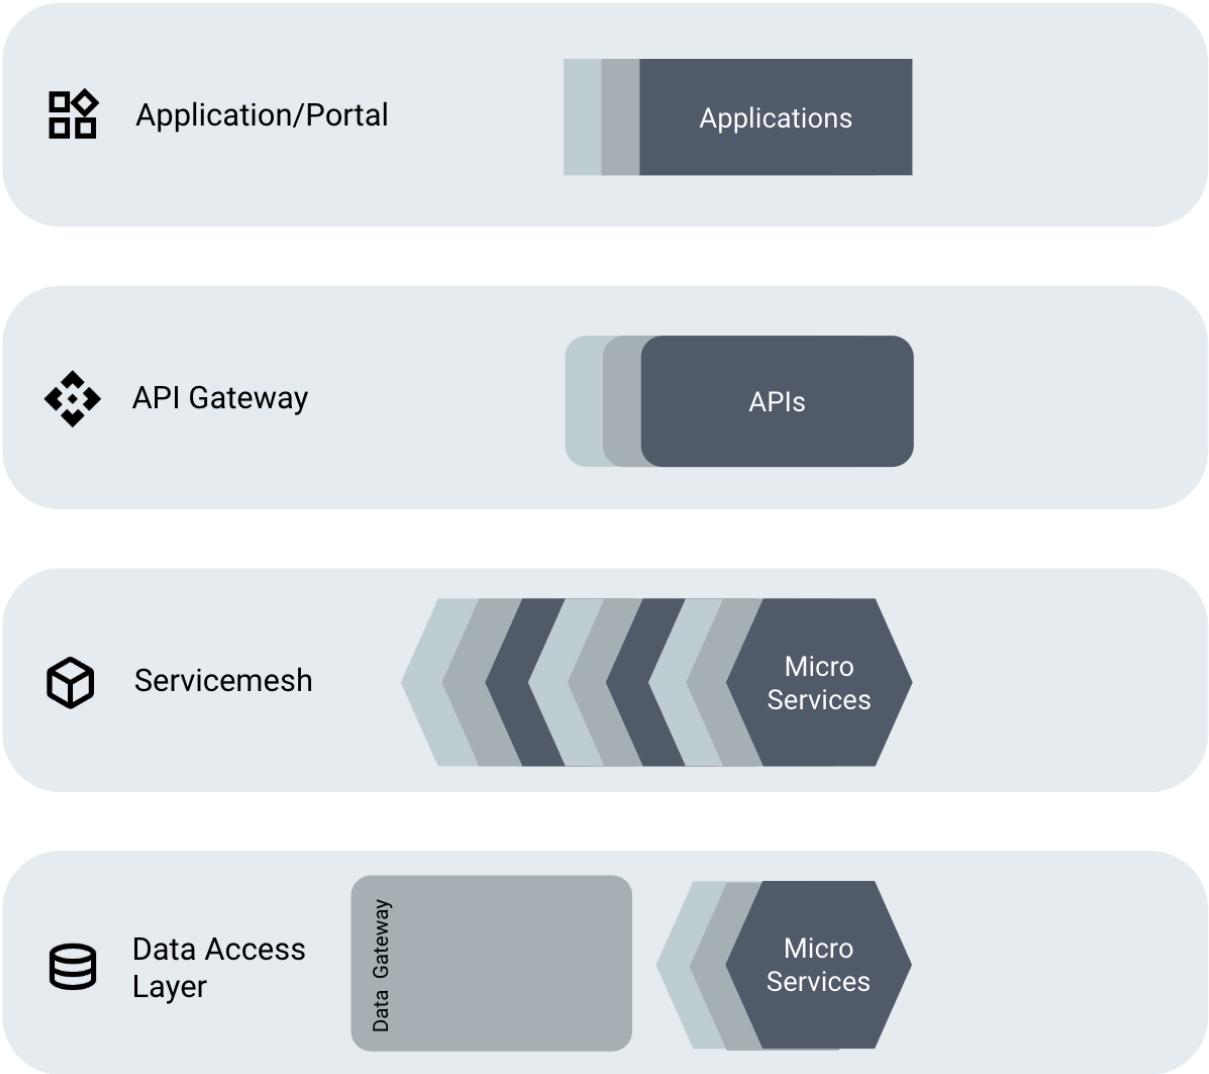 Application/Portal
Applications
API Gateway
APIs
Servicemesh
Micro
Services
Data Access
Layer
Data Gateway
Micro
Services